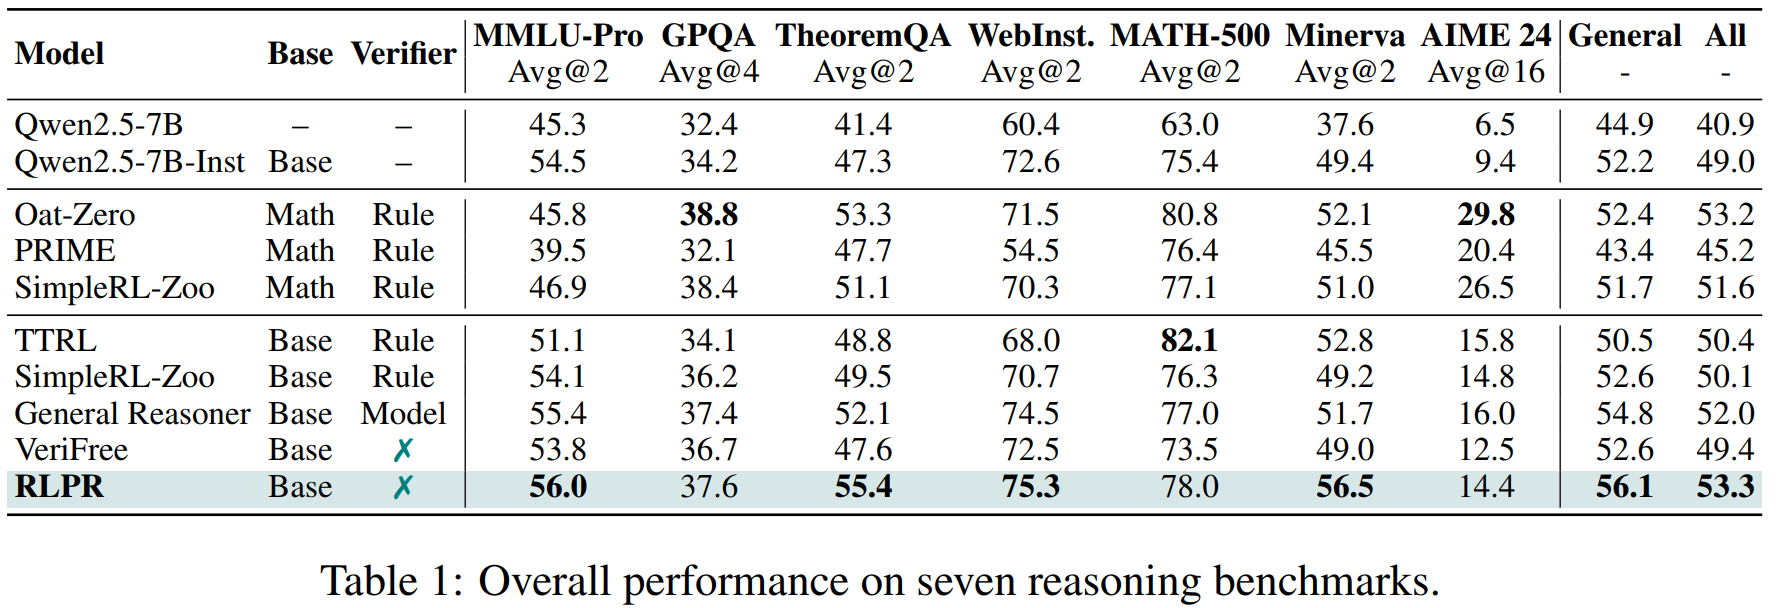 Model Base Verifier MMLU-Pro GPQA TheoremQA WebInst. MATH-500 Minerva AIME 24 General All
Avg@2 Avg@4 Avg@2 Avg@2 Avg@2 Avg@2 Avg@16 - -
Qwen2.5-7B – – 45.3 32.4 41.4 60.4 63.0 37.6 6.5 44.9 40.9
Qwen2.5-7B-Inst Base – 54.5 34.2 47.3 72.6 75.4 49.4 9.4 52.2 49.0
Oat-Zero Math Rule 45.8 38.8 53.3 71.5 80.8 52.1 29.8 52.4 53.2
PRIME Math Rule 39.5 32.1 47.7 54.5 76.4 45.5 20.4 43.4 45.2
SimpleRL-Zoo Math Rule 46.9 38.4 51.1 70.3 77.1 51.0 26.5 51.7 51.6
TTRL Base Rule 51.1 34.1 48.8 68.0 82.1 52.8 15.8 50.5 50.4
SimpleRL-Zoo Base Rule 54.1 36.2 49.5 70.7 76.3 49.2 14.8 52.6 50.1
General Reasoner Base Model 55.4 37.4 52.1 74.5 77.0 51.7 16.0 54.8 52.0
VeriFree Base ✗ 53.8 36.7 47.6 72.5 73.5 49.0 12.5 52.6 49.4
RLPR Base ✗ 56.0 37.6 55.4 75.3 78.0 56.5 14.4 56.1 53.3
Table 1: Overall performance on seven reasoning benchmarks.